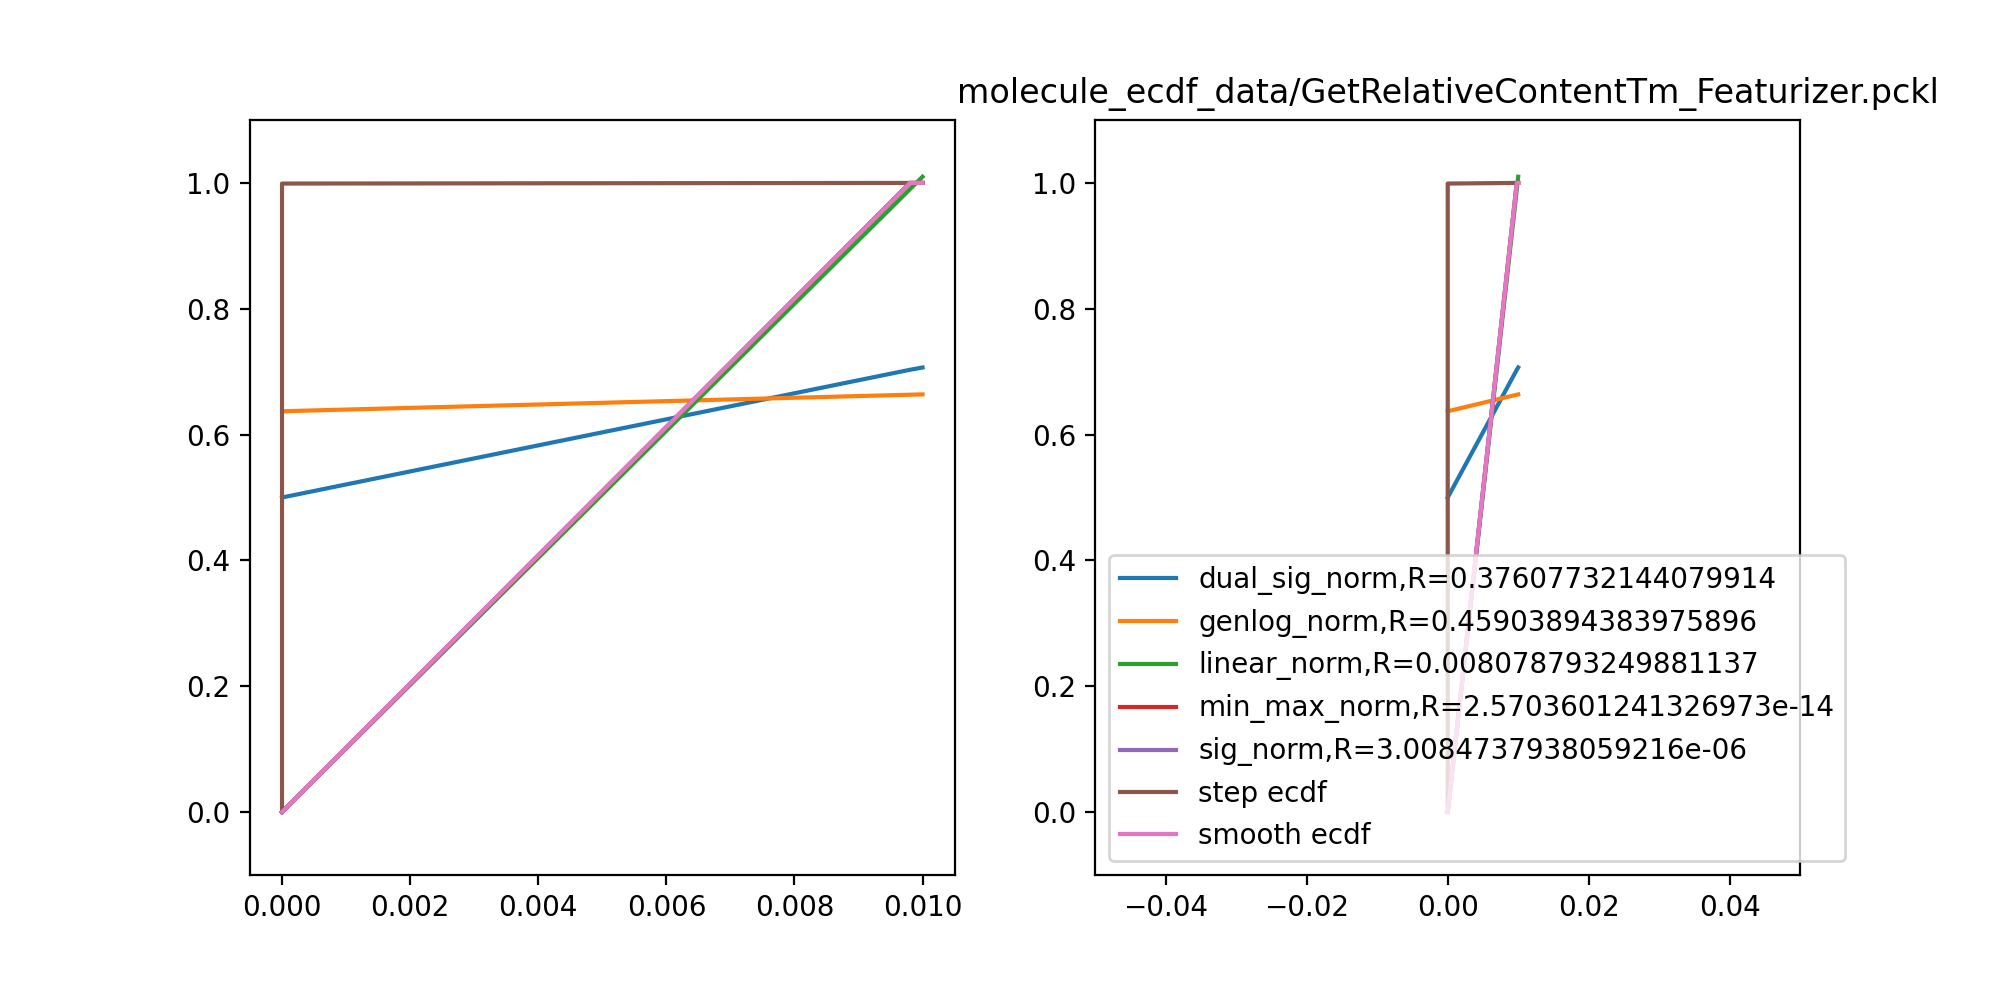 molecule_ecdf_data/GetRelativeContentTm_Featurizer.pckl
1.0
0.8
0.6
0.4
0.2
0.0
0.000 0.002 0.004 0.006 0.008 0.010
1.0
0.8
0.6
0.4
0.2
0.0
−0.04 −0.02 0.00 0.02 0.04
dual_sig_norm,R=0.37607732144079914
genlog_norm,R=0.45903894383975896
linear_norm,R=0.008078793249881137
min_max_norm,R=2.5703601241326973e-14
sig_norm,R=3.0084737938059216e-06
step ecdf
smooth ecdf